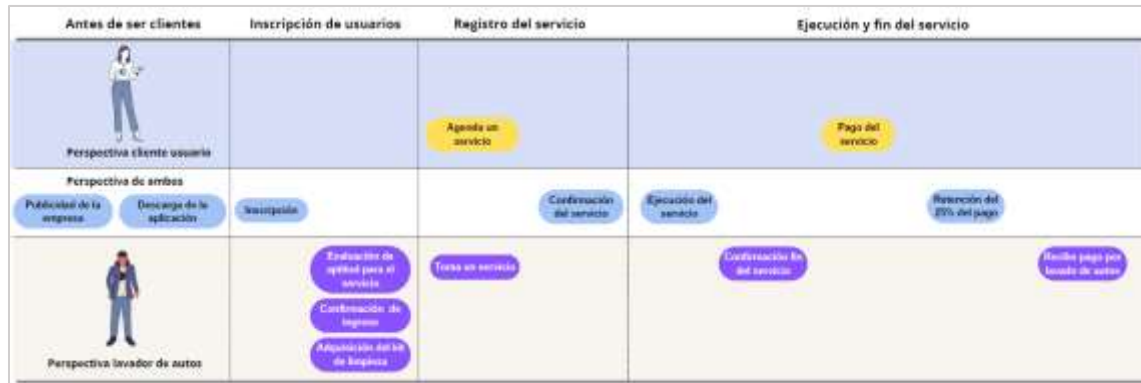 Antes de ser clientes
Inscripción de usuarios
Registro del servicio
Ejecución y fin del servicio
Agenda un
servicio
Pago del
servicio
Perspectiva cliente usuario
Perspectiva de ambos
Publicidad de la
empresa
Descarga de la
aplicación
Inscripción
Confirmación
del servicio
Ejecución del
servicio
Retención del
25% del pago
Evaluación de
aptitud para el
servicio
Confirmación de
ingreso
Adquisición del kit
de limpieza
Toma un servicio
Confirmación fin
del servicio
Recibe pago por
lavado de autos
Perspectiva lavador de autos